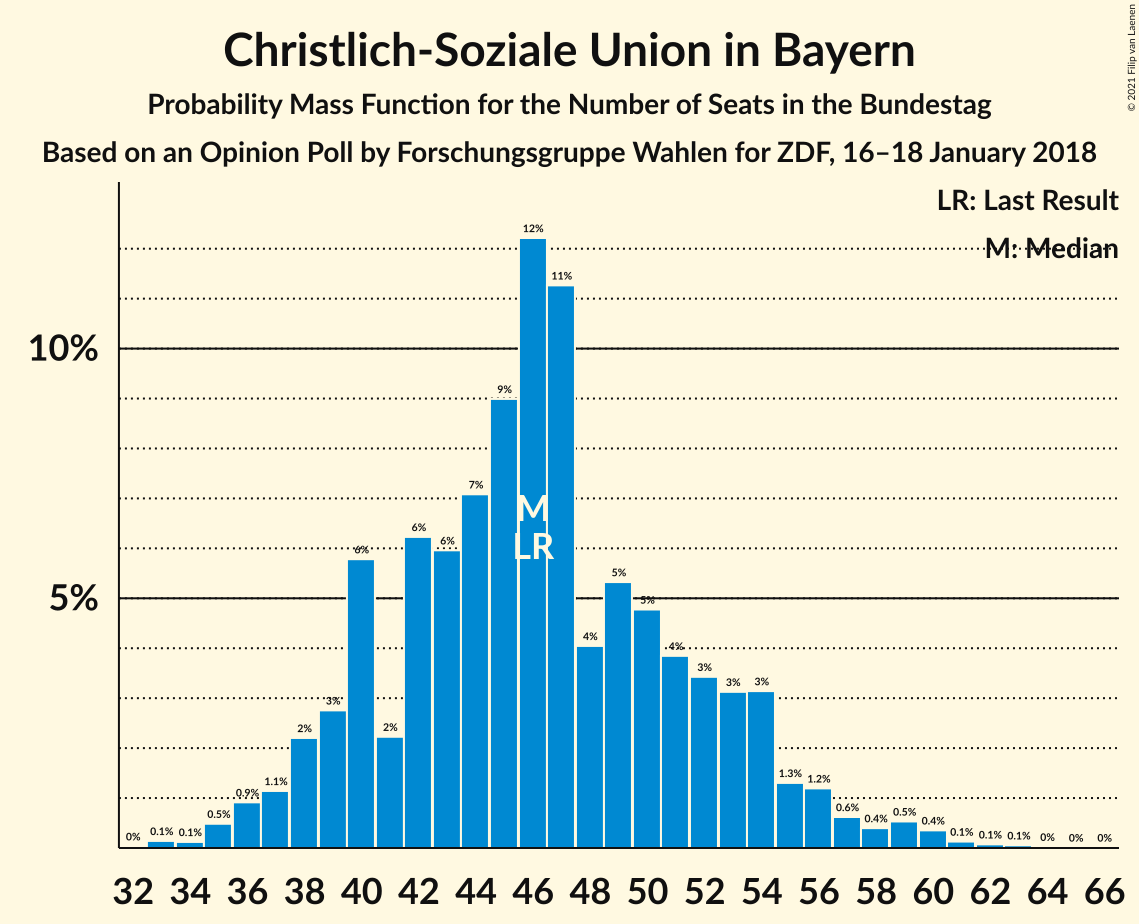 Christlich-Soziale Union in Bayern
Probability Mass Function for the Number of Seats in the Bundestag
Based on an Opinion Poll by Forschungsgruppe Wahlen for ZDF, 16–18 January 2018
© 2021 Filip van Laenen
LR: Last Result
M: Median
10%
5%
0% 0.1% 0.1% 0.5% 0.9% 1.1% 2% 3% 6% 2% 6% 6% 7% 9% 12% 11% 4% 5% 5% 4% 3% 3% 3% 1.3% 1.2% 0.6% 0.4% 0.5% 0.4% 0.1% 0.1% 0.1% 0% 0% 0%
M
LR
32 34 36 38 40 42 44 46 48 50 52 54 56 58 60 62 64 66